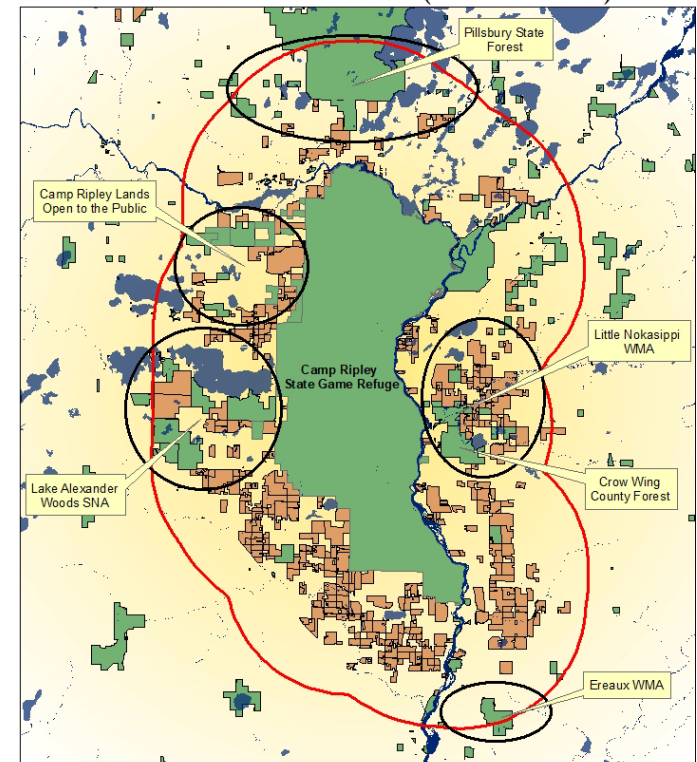 Pillsbury State
Forest
Camp Ripley Lands
Open to the Public
Little Nokasippi
WMA
Camp Ripley
State Game Refuge
Lake Alexander
Woods SNA
Crow Wing
County Forest
Ereaux WMA